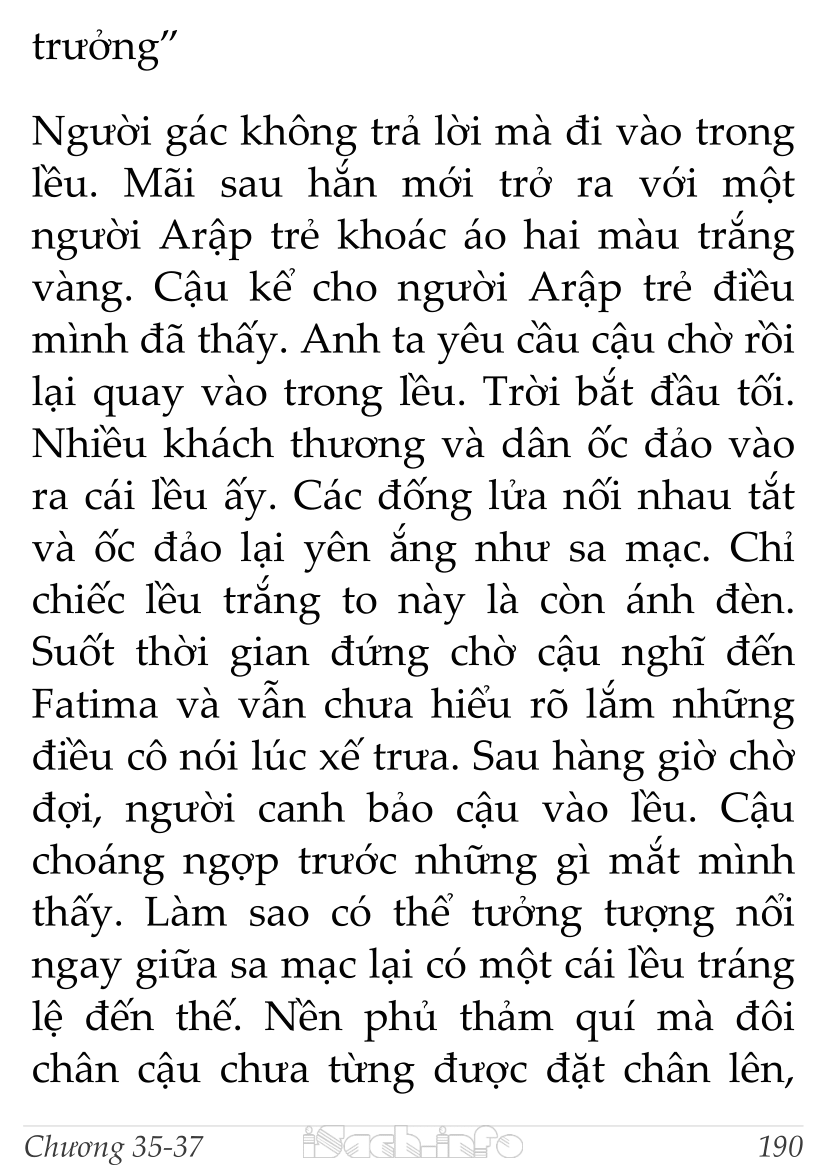 trưởng”
Người gác không trả lời mà đi vào trong
lều. Mãi sau hắn mới trở ra với một
người Arập trẻ khoác áo hai màu trắng
vàng. Cậu kể cho người Arập trẻ điều
mình đã thấy. Anh ta yêu cầu cậu chờ rồi
lại quay vào trong lều. Trời bắt đầu tối.
Nhiều khách thương và dân ốc đảo vào
ra cái lều ấy. Các đống lửa nối nhau tắt
và ốc đảo lại yên ắng như sa mạc. Chỉ
chiếc lều trắng to này là còn ánh đèn.
Suốt thời gian đứng chờ cậu nghĩ đến
Fatima và vẫn chưa hiểu rõ lắm những
điều cô nói lúc xế trưa. Sau hàng giờ chờ
đợi, người canh bảo cậu vào lều. Cậu
choáng ngợp trước những gì mắt mình
thấy. Làm sao có thể tưởng tượng nổi
ngay giữa sa mạc lại có một cái lều tráng
lệ đến thế. Nền phủ thảm quí mà đôi
chân cậu chưa từng được đặt chân lên,
Chương 35-37 iSach.info 190